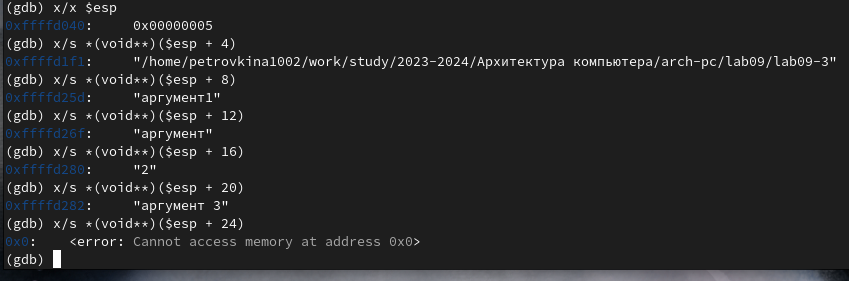 (gdb) x/x $esp
0xffffd040:     0x00000005
(gdb) x/s *(void**)($esp + 4)
0xffffd1f1:     "/home/petrovkina1002/work/study/2023-2024/Архитектура компьютера/arch-pc/lab09/lab09-3"
(gdb) x/s *(void**)($esp + 8)
0xffffd25d:     "аргумент1"
(gdb) x/s *(void**)($esp + 12)
0xffffd26f:     "аргумент"
(gdb) x/s *(void**)($esp + 16)
0xffffd280:     "2"
(gdb) x/s *(void**)($esp + 20)
0xffffd282:     "аргумент 3"
(gdb) x/s *(void**)($esp + 24)
0x0:    <error: Cannot access memory at address 0x0>
(gdb)